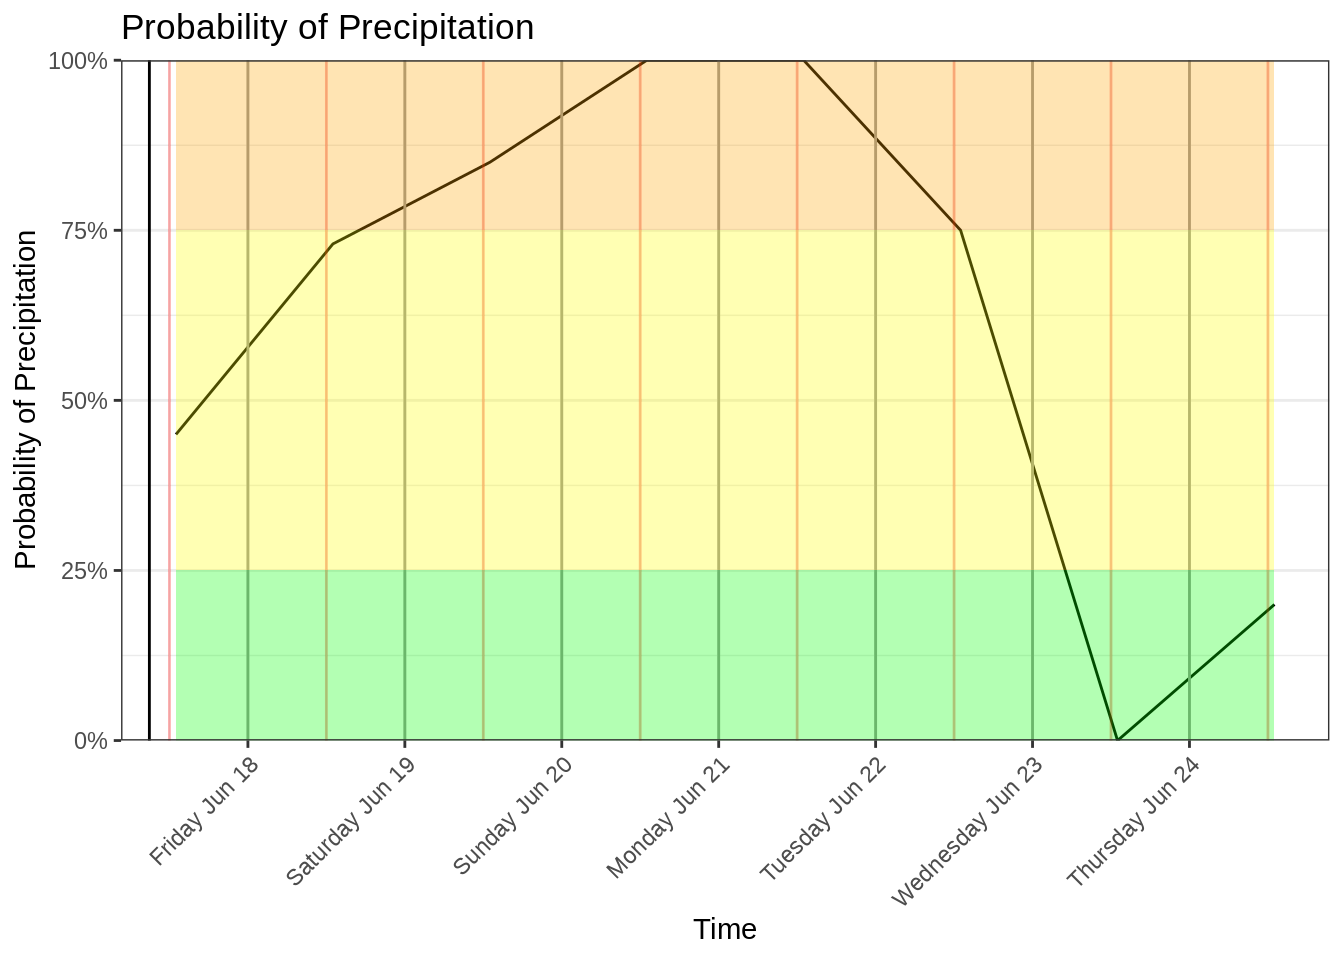 Probability of Precipitation
Probability of Precipitation
100%
75%
50%
25%
0%
Friday Jun 18
Saturday Jun 19
Sunday Jun 20
Monday Jun 21
Tuesday Jun 22
Wednesday Jun 23
Thursday Jun 24
Time